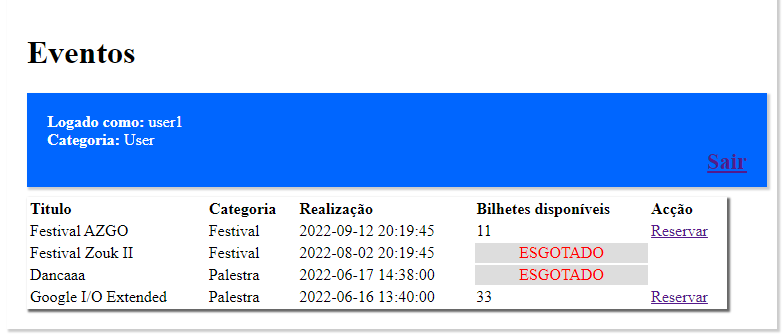 Eventos
Logado como: user1
Categoria: User
Sair
Titulo Categoria Realização Bilhetes disponíveis Acção
Festival AZGO Festival 2022-09-12 20:19:45 11 Reservar
Festival Zouk II Festival 2022-08-02 20:19:45 ESGOTADO
Dancaaa Palestra 2022-06-17 14:38:00 ESGOTADO
Google I/O Extended Palestra 2022-06-16 13:40:00 33 Reservar